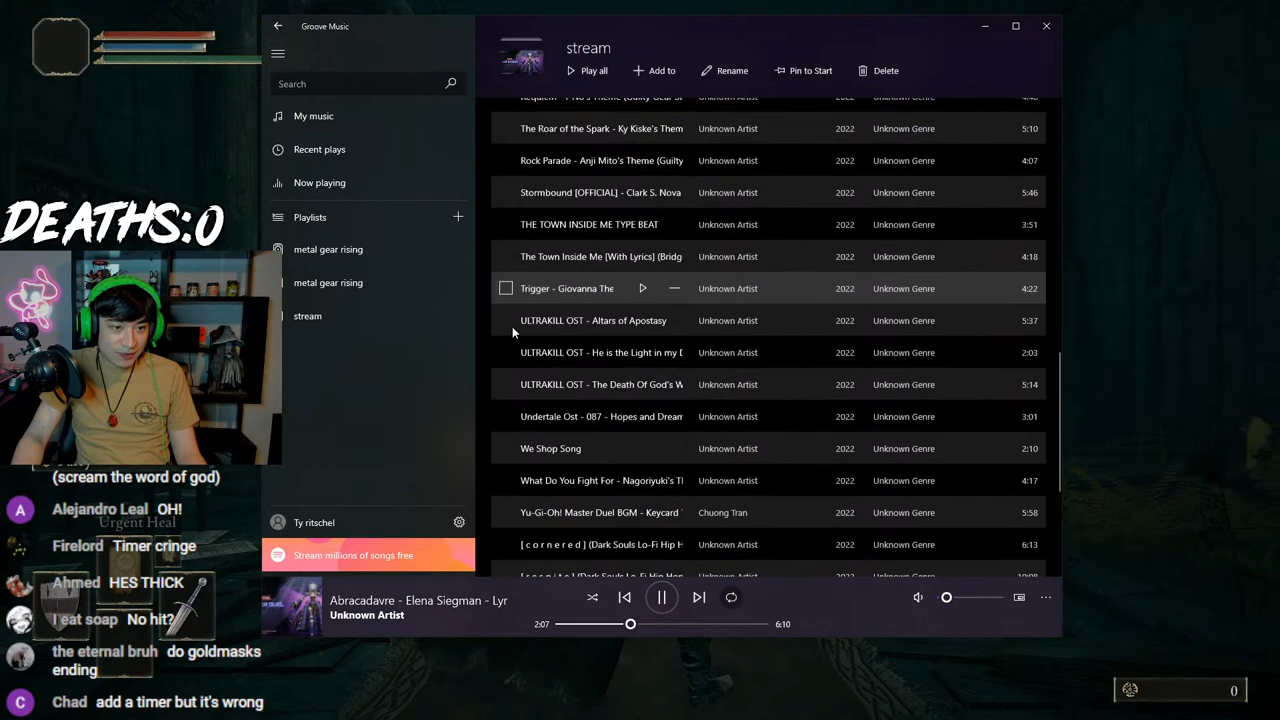 Groove Music
Search
My music
Recent plays
Now playing
Playlists
metal gear rising
metal gear rising
stream
Ty ritschel
Stream millions of songs free
stream
Play all
Add to
Rename
Pin to Start
Delete
The Roar of the Spark - Ky Kiske's Them Unknown Artist 2022 Unknown Genre 5:10
Rock Parade - Anji Mito's Theme (Guilty Unknown Artist 2022 Unknown Genre 4:07
Stormbound [OFFICIAL] - Clark S. Nova Unknown Artist 2022 Unknown Genre 5:46
THE TOWN INSIDE ME TYPE BEAT Unknown Artist 2022 Unknown Genre 3:51
The Town Inside Me [With Lyrics] (Bridg Unknown Artist 2022 Unknown Genre 4:18
Trigger - Giovanna The Unknown Artist 2022 Unknown Genre 4:22
ULTRAKILL OST - Altars of Apostasy Unknown Artist 2022 Unknown Genre 5:37
ULTRAKILL OST - He is the Light in my Unknown Artist 2022 Unknown Genre 2:03
ULTRAKILL OST - The Death Of God's W Unknown Artist 2022 Unknown Genre 5:14
Undertale Ost - 087 - Hopes and Dream Unknown Artist 2022 Unknown Genre 3:01
We Shop Song Unknown Artist 2022 Unknown Genre 2:10
What Do You Fight For - Nagoriyuki's T Unknown Artist 2022 Unknown Genre 4:17
Yu-Gi-Oh! Master Duel BGM - Keycard Chuong Tran 2022 Unknown Genre 5:58
[ c o r n e r e d ] (Dark Souls Lo-Fi Hip H Unknown Artist 2022 Unknown Genre 6:13
Abracadavre - Elena Siegman - Lyr
Unknown Artist
2:07
6:10
DEATHS:0
(scream the word of god)
Alejandro Leal OH!
Urgent Heal
Firelord Timer cringe
Ahmed HES THICK
I eat soap No hit?
the eternal bruh do goldmasks
ending
C Chad add a timer but it's wrong
A
0